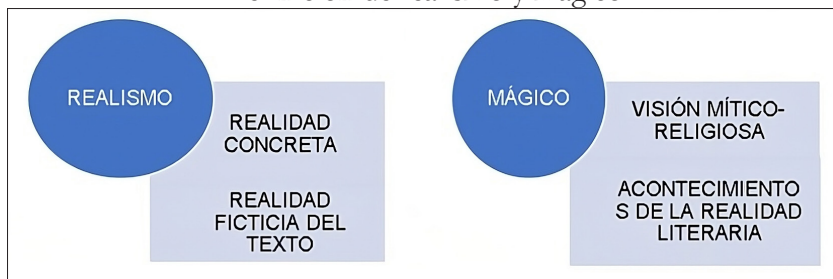 REALISMO
REALIDAD
CONCRETA
REALIDAD
FICTICIA DEL
TEXTO
MÁGICO
VISIÓN MÍTICO-
RELIGIOSA
ACONTECIMIENTO
S DE LA REALIDAD
LITERARIA